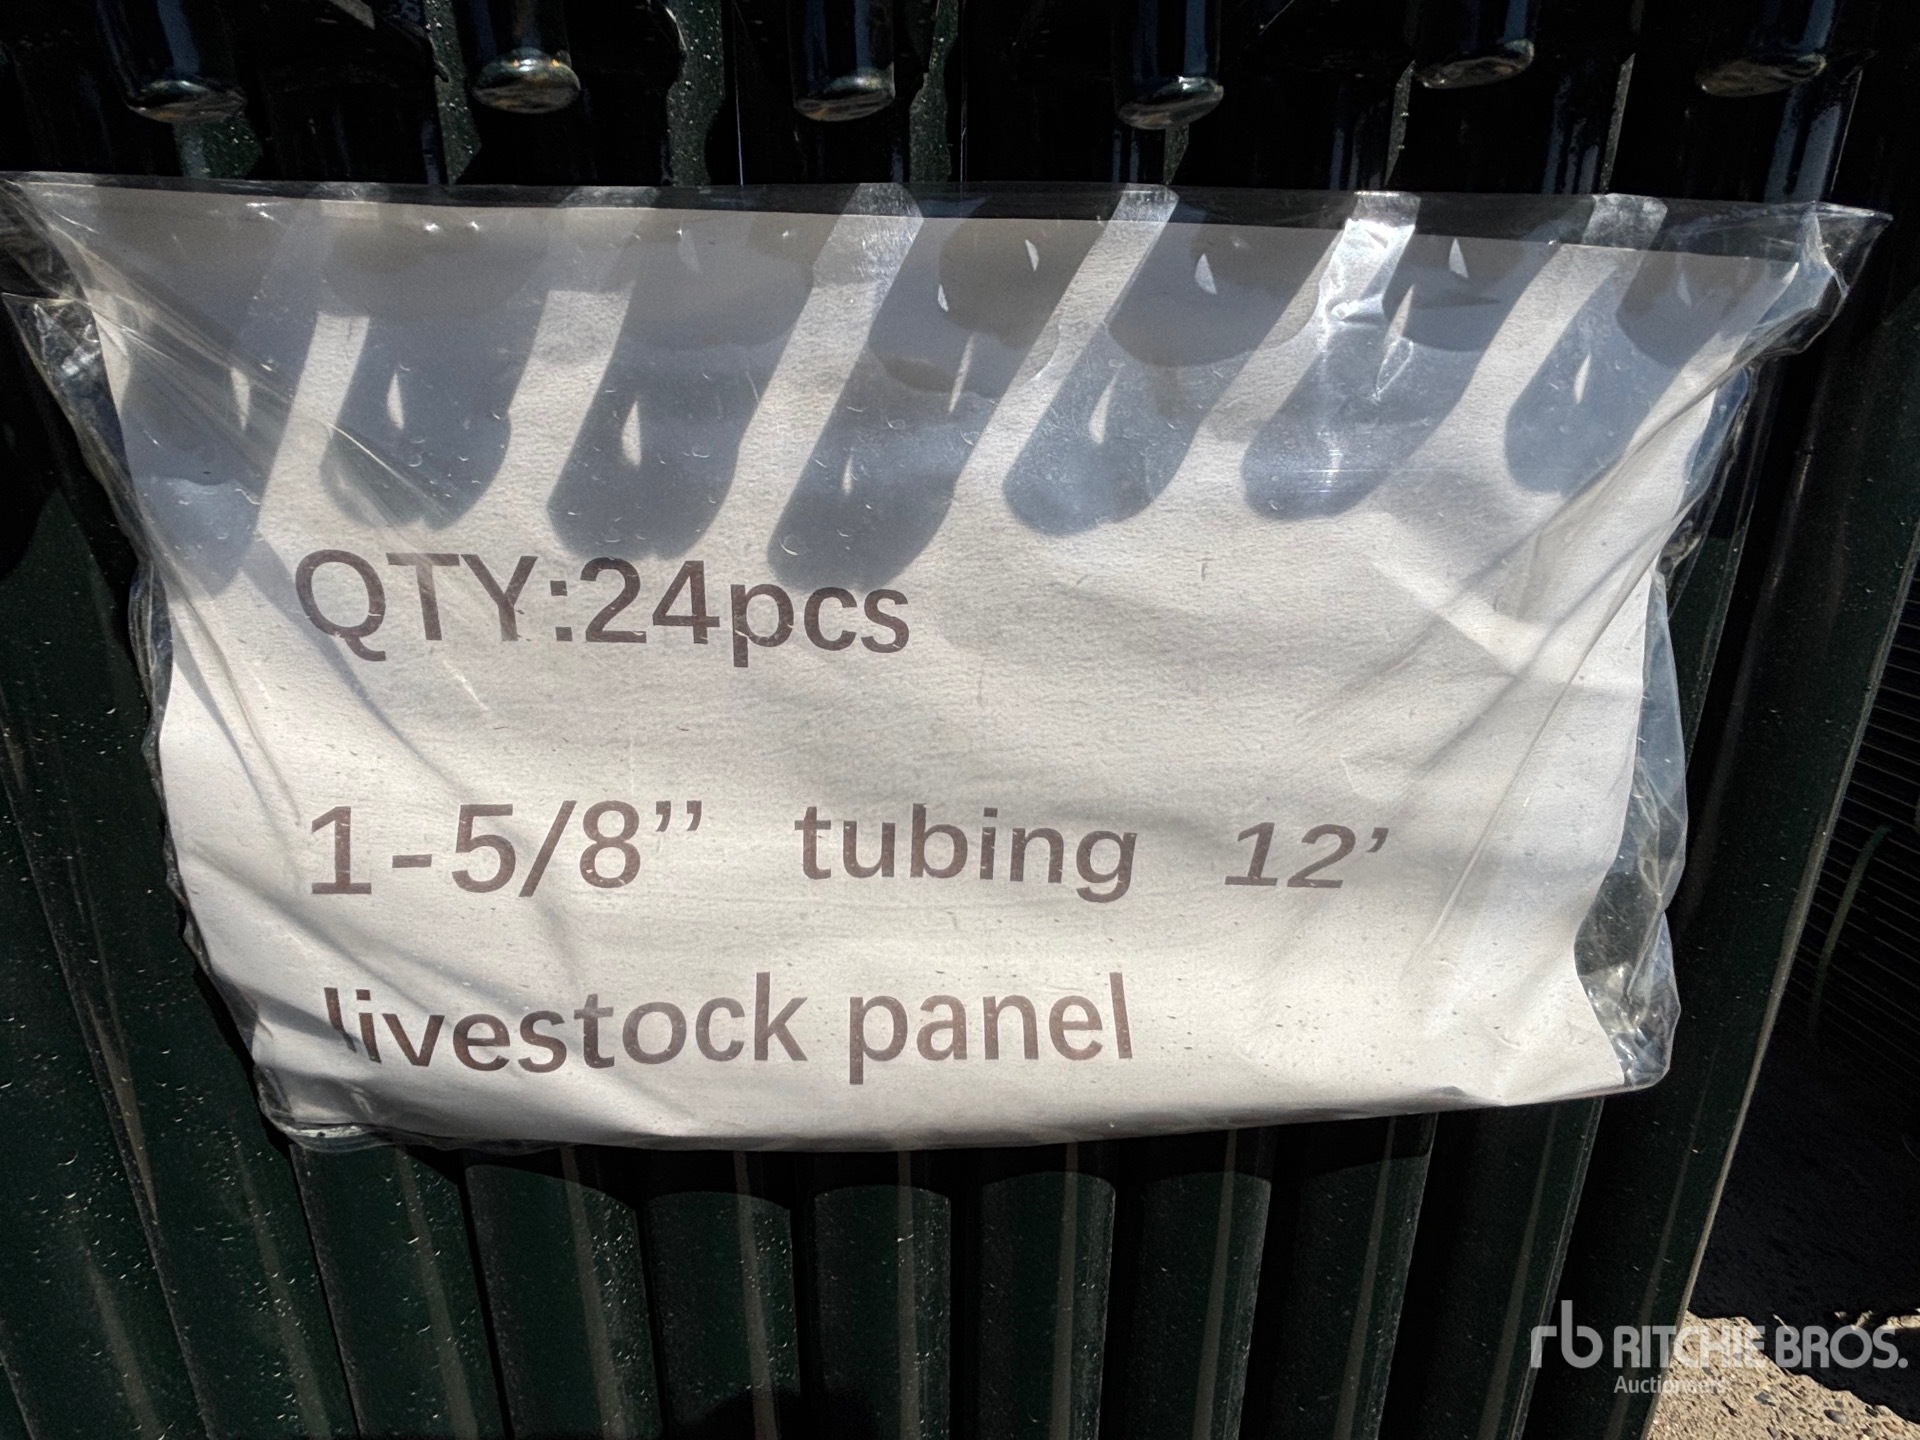 QTY:24pcs
1-5/8” tubing 12’
livestock panel
rb RITCHIE BROS.
Auctioneers